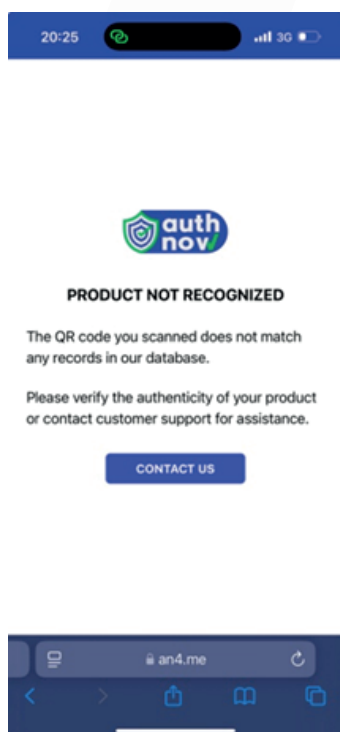 20:25
3G
auth
now
PRODUCT NOT RECOGNIZED
The QR code you scanned does not match
any records in our database.
Please verify the authenticity of your product
or contact customer support for assistance.
CONTACT US
an4.me